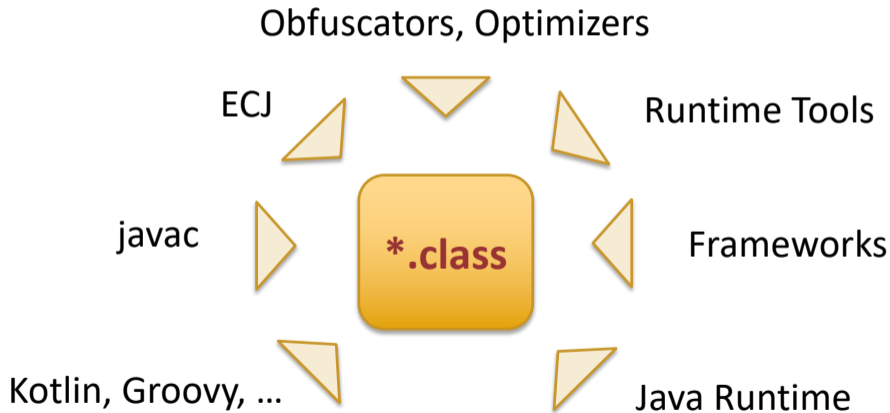 Obfuscators, Optimizers
ECJ
Runtime Tools
javac
*.class
Frameworks
Kotlin, Groovy, ...
Java Runtime